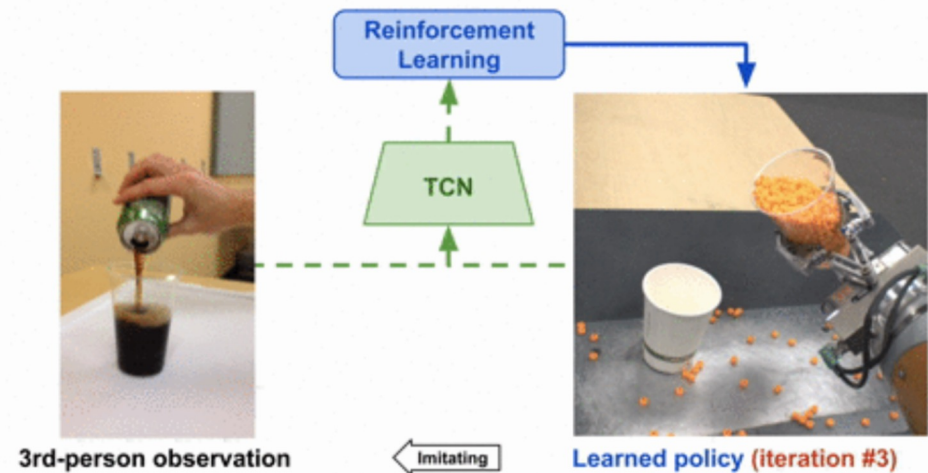 Reinforcement
Learning
TCN
3rd-person observation
Imitating
Learned policy (iteration #3)